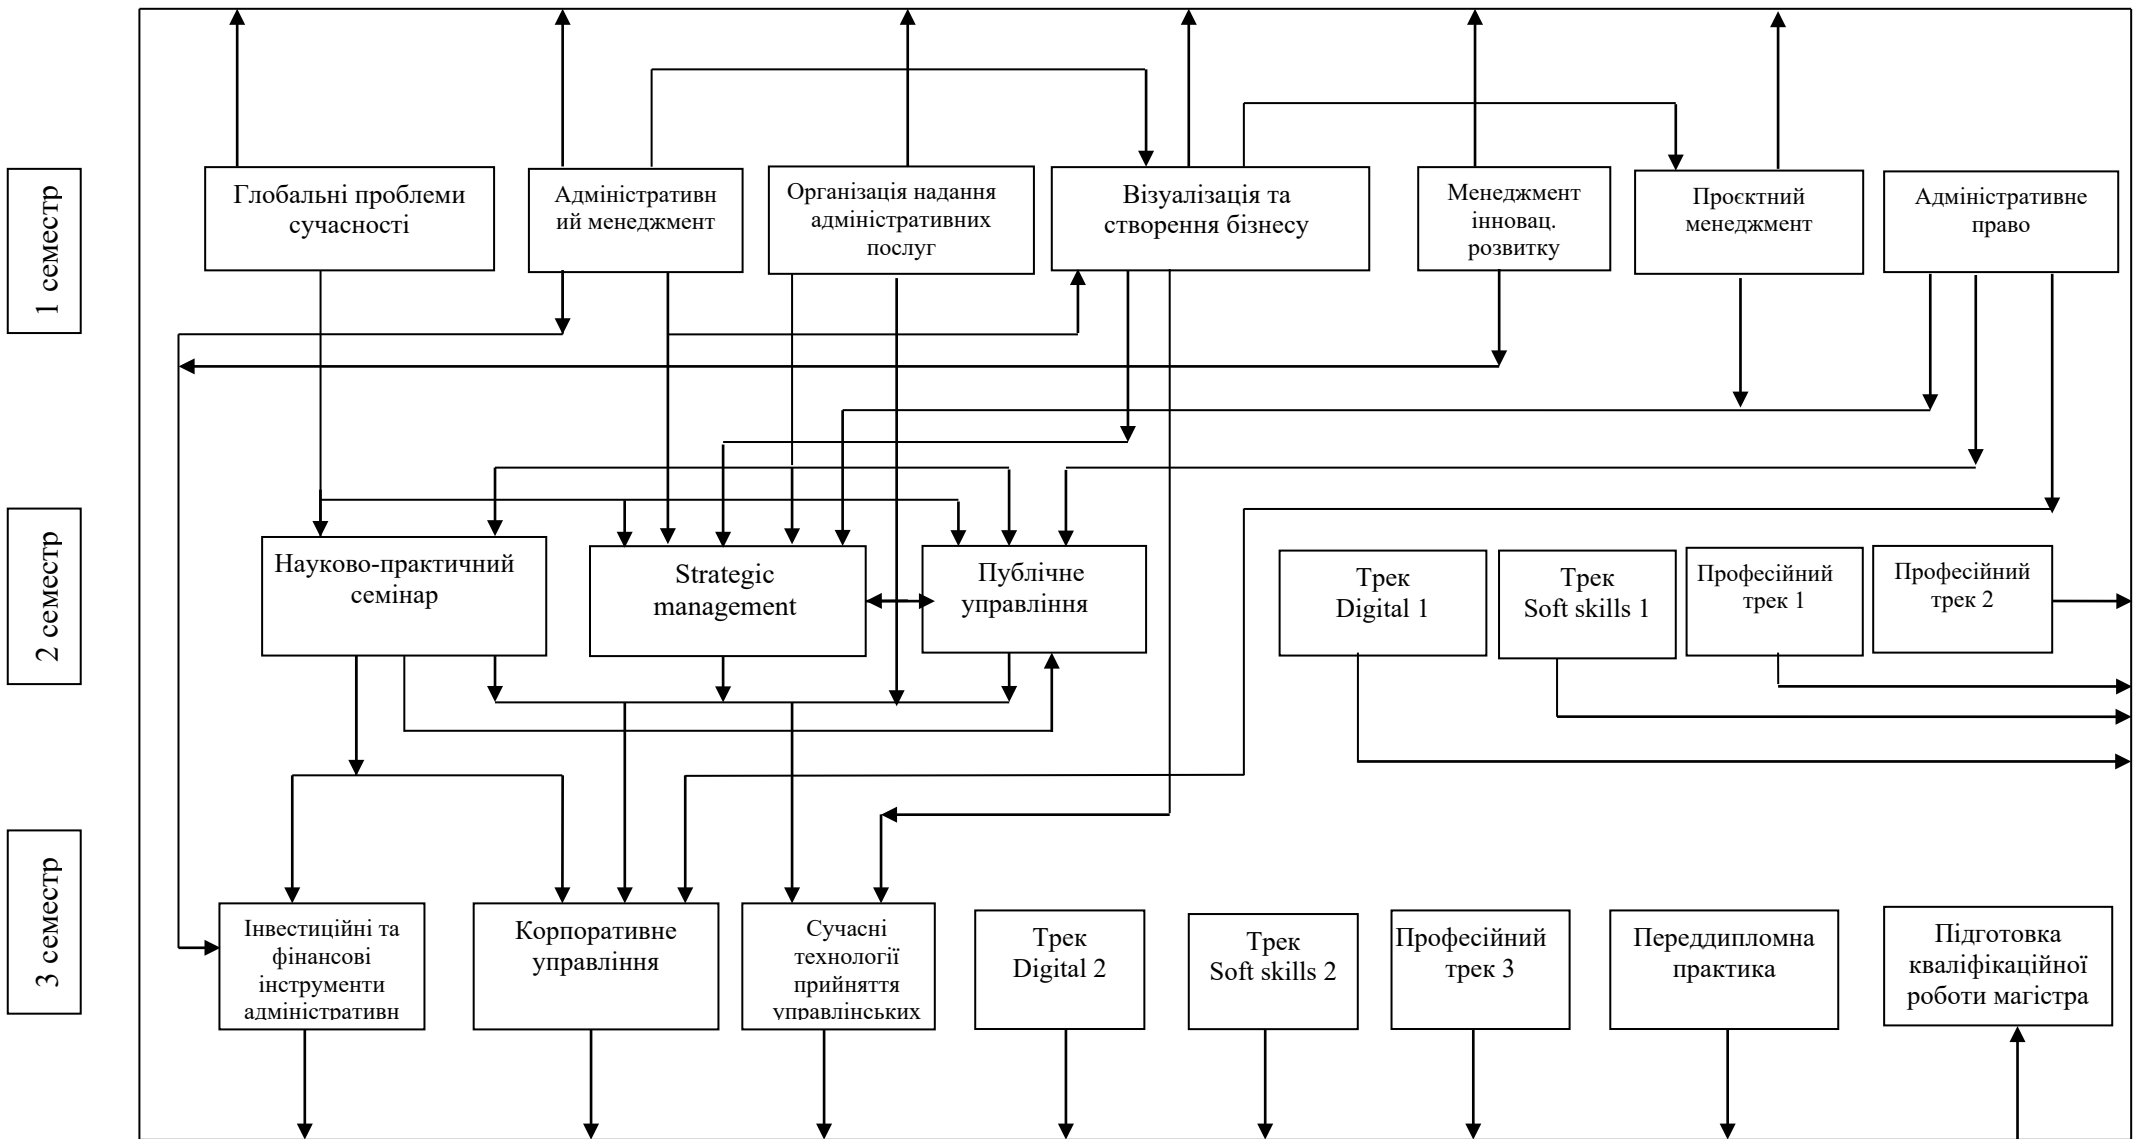 1 семестр
Глобальні проблеми
сучасності
Адміністративн
ий менеджмент
Організація надання
адміністративних
послуг
Візуалізація та
створення бізнесу
Менеджмент
інновац.
розвитку
Проєктний
менеджмент
Адміністративне
право
2 семестр
Науково-практичний
семінар
Strategic
management
Публічне
управління
Трек
Digital 1
Трек
Soft skills 1
Професійний
трек 1
Професійний
трек 2
3 семестр
Інвестиційні та
фінансові
інструменти
адміністративн
Корпоративне
управління
Сучасні
технології
прийняття
управлінських
Трек
Digital 2
Трек
Soft skills 2
Професійний
трек 3
Переддипломна
практика
Підготовка
кваліфікаційної
роботи магістра